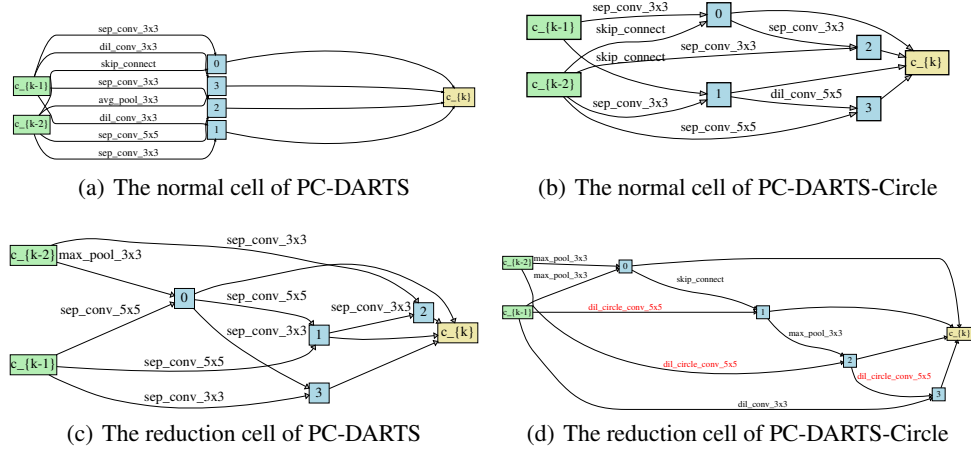 sep_conv_3x3
dil_conv_3x3
skip_connect
sep_conv_3x3
avg_pool_3x3
dil_conv_3x3
sep_conv_5x5
sep_conv_3x3
c_{k-1}
c_{k-2}
0
3
2
1
c_{k}
(a) The normal cell of PC-DARTS
c_{k-1}
c_{k-2}
sep_conv_3x3
skip_connect
skip_connect
sep_conv_3x3
sep_conv_3x3
sep_conv_3x3
dil_conv_5x5
sep_conv_5x5
0
2
1
3
c_{k}
(b) The normal cell of PC-DARTS-Circle
c_{k-2}
max_pool_3x3
sep_conv_3x3
sep_conv_5x5
sep_conv_5x5
sep_conv_3x3
sep_conv_3x3
c_{k-1}
sep_conv_5x5
sep_conv_3x3
0
1
2
3
c_{k}
(c) The reduction cell of PC-DARTS
c_{k-2}
max_pool_3x3
max_pool_3x3
skip_connect
c_{k-1}
dil_circle_conv_5x5
max_pool_3x3
dil_circle_conv_5x5
dil_circle_conv_5x5
dil_conv_3x3
0
1
2
3
c_{k}
(d) The reduction cell of PC-DARTS-Circle